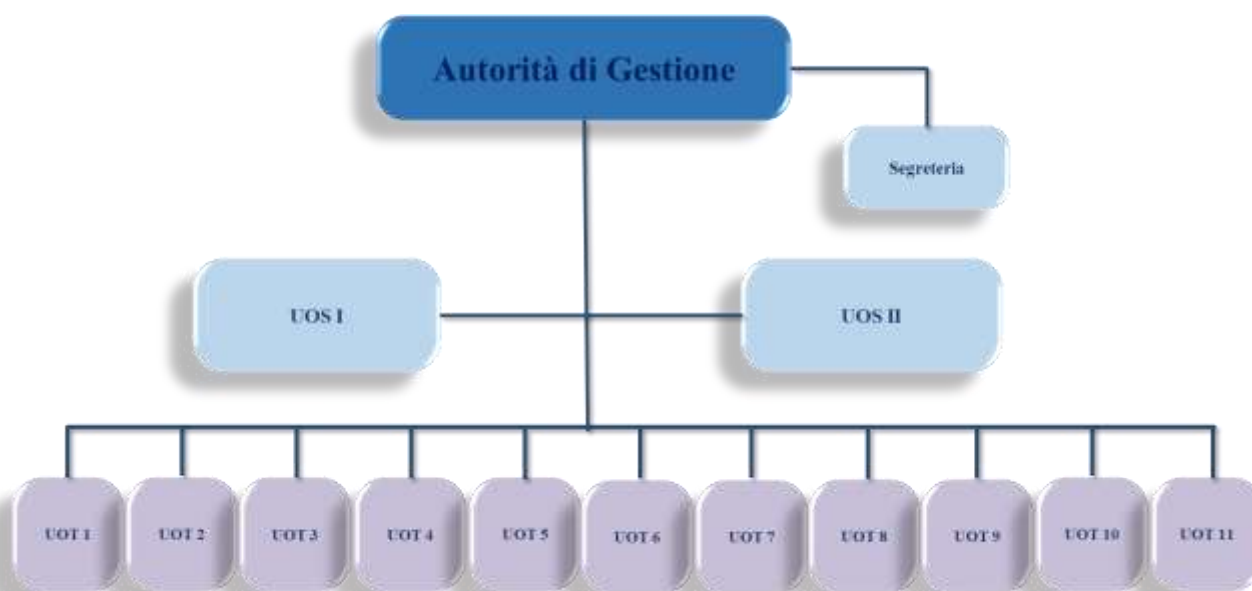 Autorità di Gestione
Segreteria
UOS I
UOS II
UOT 1
UOT 2
UOT 3
UOT 4
UOT 5
UOT 6
UOT 7
UOT 8
UOT 9
UOT 10
UOT 11